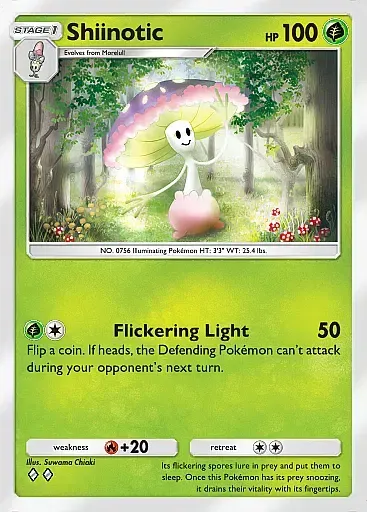 STAGE 1 Shiinotic HP 100
Evolves from Morelull
NO. 0756 Illuminating Pokémon HT: 3'3" WT: 25.4 lbs.
Flickering Light 50
Flip a coin. If heads, the Defending Pokémon can't attack
during your opponent's next turn.
weakness +20 retreat
Illus. Suwama Chiaki
Its flickering spores lure in prey and put them to
sleep. Once this Pokémon has its prey snoozing,
it drains their vitality with its fingertips.